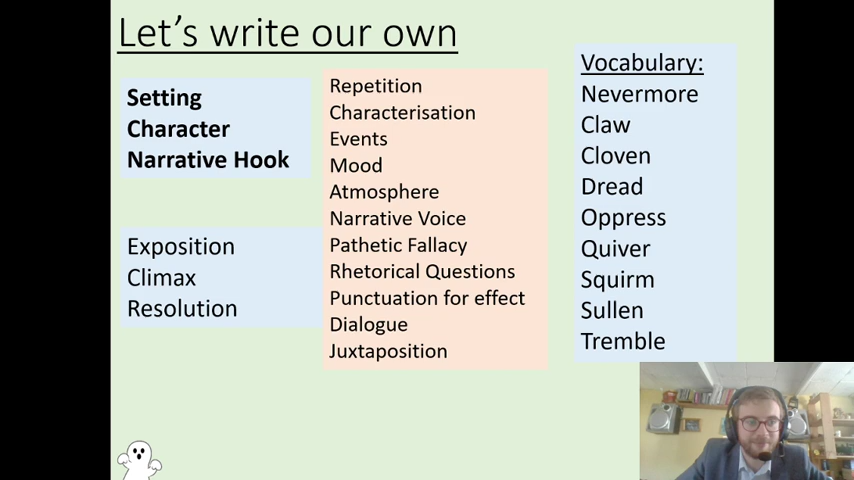 Let's write our own
Setting
Character
Narrative Hook
Exposition
Climax
Resolution
Repetition
Characterisation
Events
Mood
Atmosphere
Narrative Voice
Pathetic Fallacy
Rhetorical Questions
Punctuation for effect
Dialogue
Juxtaposition
Vocabulary:
Nevermore
Claw
Cloven
Dread
Oppress
Quiver
Squirm
Sullen
Tremble